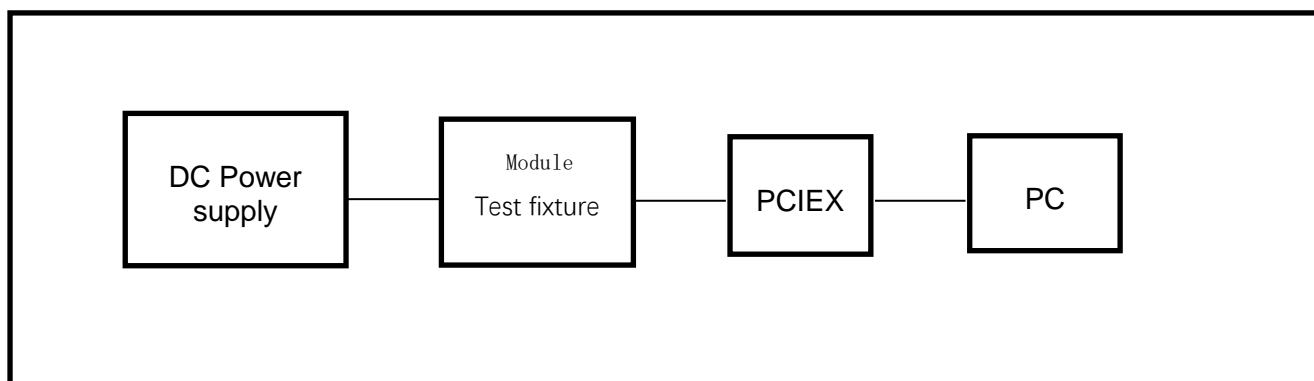 DC Power
supply
Module
Test fixture
PCIEX
PC